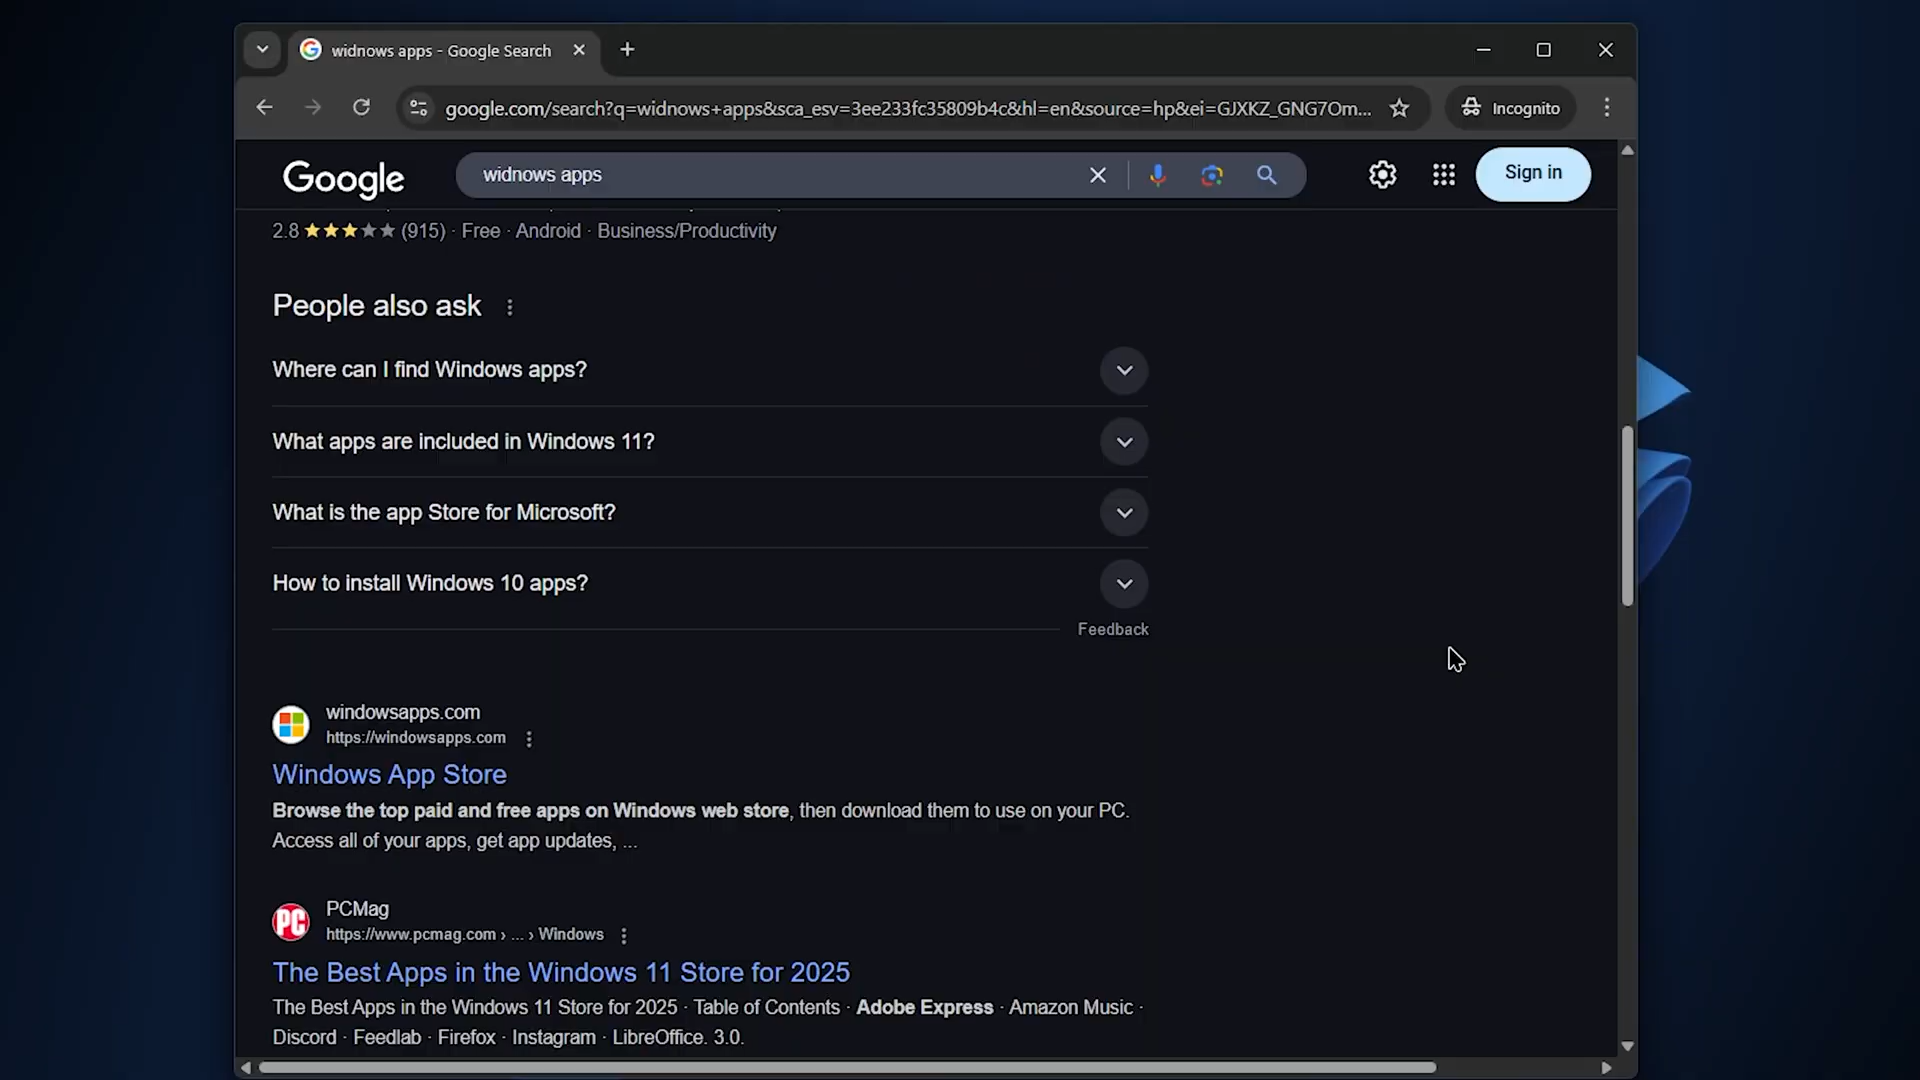 widnows apps - Google Search
google.com/search?q=widnows+apps&sca_esv=3ee233fc35809b4c&hl=en&source=hp&ei=GJXKZ_GNG7Om...
Incognito
Google
widnows apps
Sign in
2.8 (915) · Free · Android · Business/Productivity
People also ask
Where can I find Windows apps?
What apps are included in Windows 11?
What is the app Store for Microsoft?
How to install Windows 10 apps?
Feedback
windowsapps.com
https://windowsapps.com
Windows App Store
Browse the top paid and free apps on Windows web store, then download them to use on your PC.
Access all of your apps, get app updates, ...
PC
PCMag
https://www.pcmag.com › ... › Windows
The Best Apps in the Windows 11 Store for 2025
The Best Apps in the Windows 11 Store for 2025 · Table of Contents · Adobe Express · Amazon Music ·
Discord · Feedlab · Firefox · Instagram · LibreOffice. 3.0.